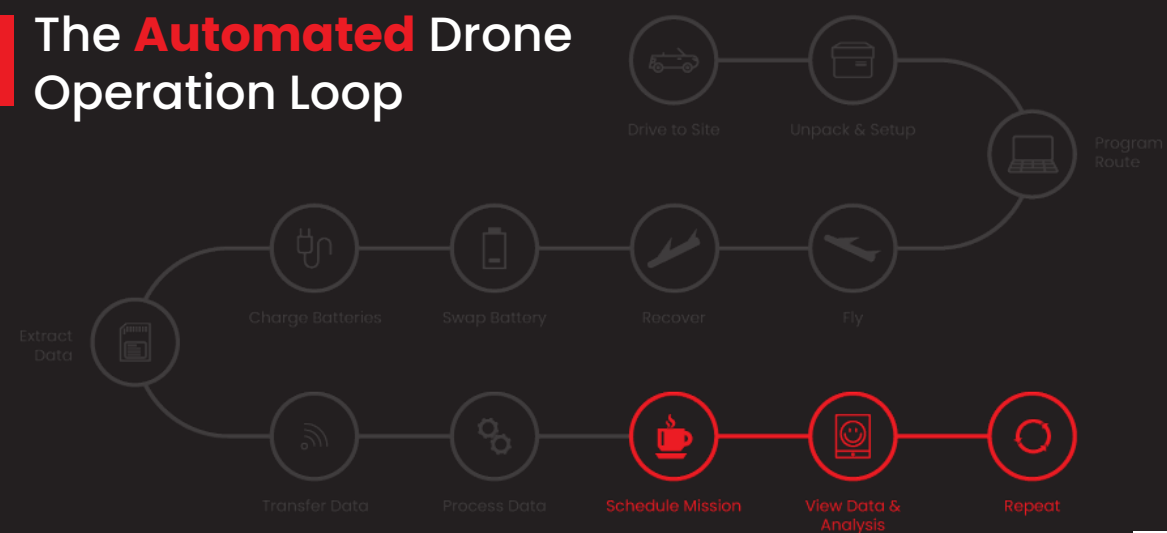 The Automated Drone
Operation Loop
Drive to Site
Unpack & Setup
Program
Route
Charge Batteries
Swap Battery
Recover
Fly
Extract
Data
Transfer Data
Process Data
Schedule Mission
View Data &
Analysis
Repeat